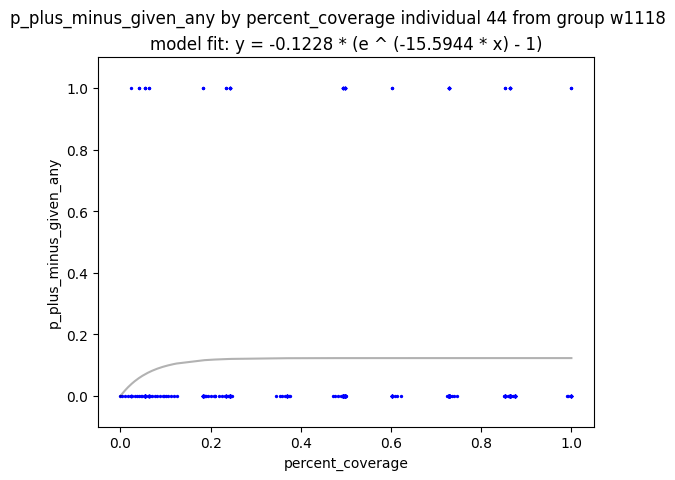 p_plus_minus_given_any by percent_coverage individual 44 from group w1118
model fit: y = -0.1228 * (e ^ (-15.5944 * x) - 1)
1.0
0.8
0.6
0.4
0.2
0.0
p_plus_minus_given_any
0.0 0.2 0.4 0.6 0.8 1.0
percent_coverage